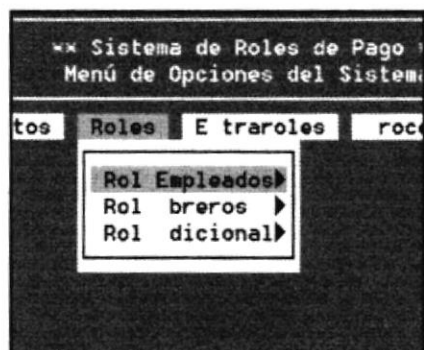 ** Sistema de Roles de Pago *
Menú de Opciones del Sistema
tos Roles E traroles roce
Rol Empleados▶
Rol breros ▶
Rol dicional▶